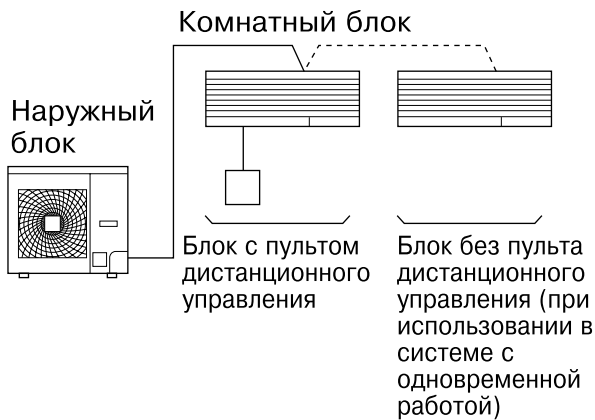 Комнатный блок
Наружный
блок
Блок с пультом
дистанционного
управления
Блок без пульта
дистанционного
управления (при
использовании в
системе с
одновременной
работой)